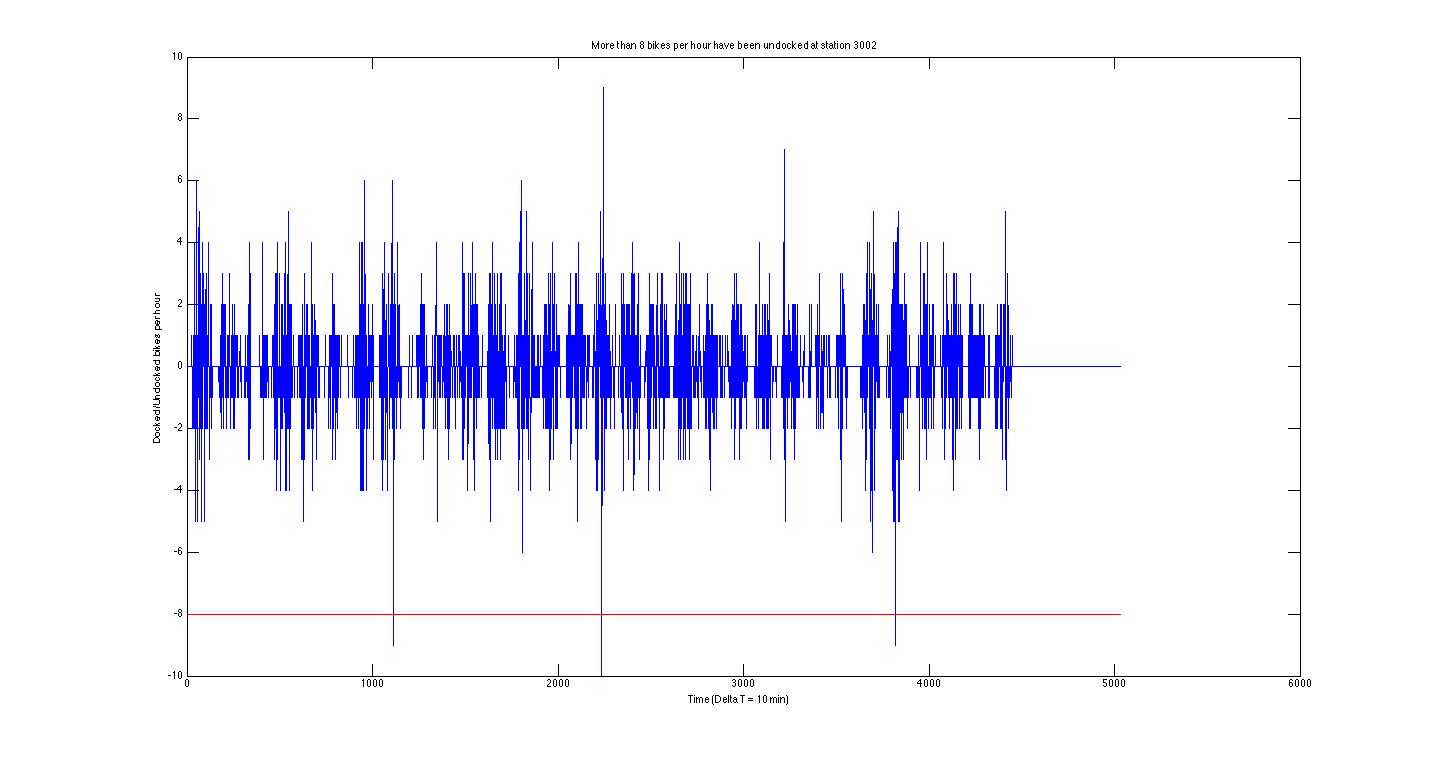 More than 8 bikes per hour have been undocked at station 3002
10
8
6
4
2
0
-2
-4
-6
-8
-10
Docked/Undocked bikes per hour
0 1000 2000 3000 4000 5000 6000
Time (Delta T = 10 min)